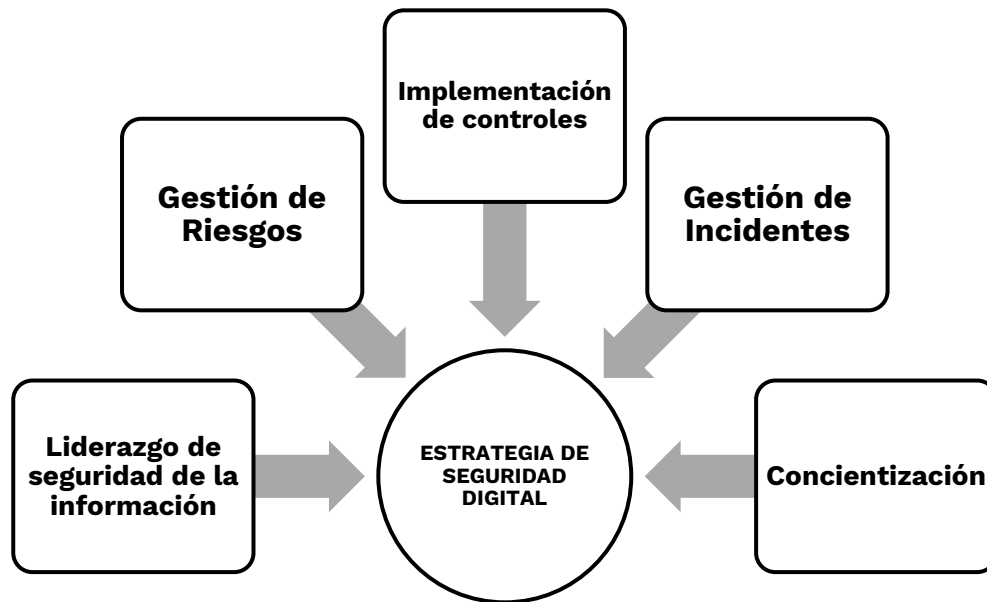 Implementación
de controles
Gestión de
Riesgos
Gestión de
Incidentes
Liderazgo de
seguridad de la
información
ESTRATEGIA DE
SEGURIDAD
DIGITAL
Concientización